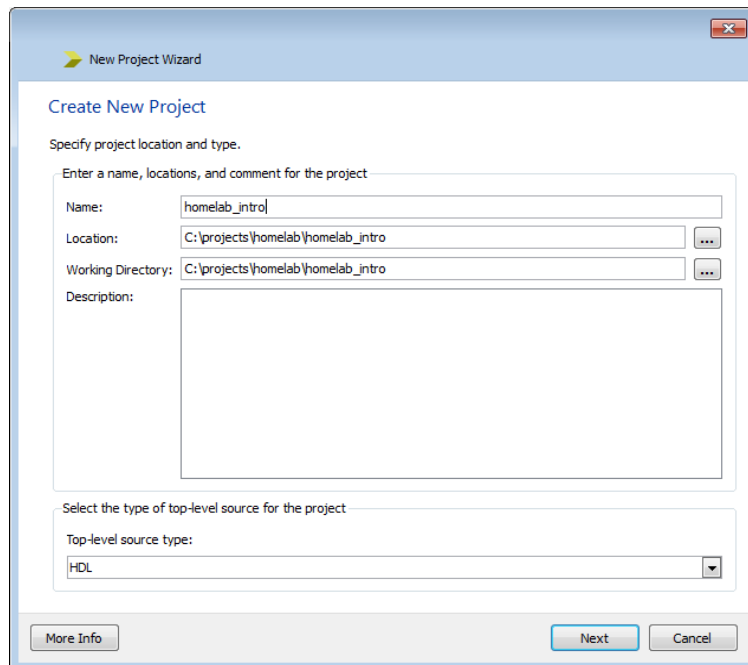 New Project Wizard
Create New Project
Specify project location and type.
Enter a name, locations, and comment for the project
Name: homelab_intro
Location: C:\projects\homelab\homelab_intro ...
Working Directory: C:\projects\homelab\homelab_intro ...
Description:
Select the type of top-level source for the project
Top-level source type:
HDL
More Info Next Cancel